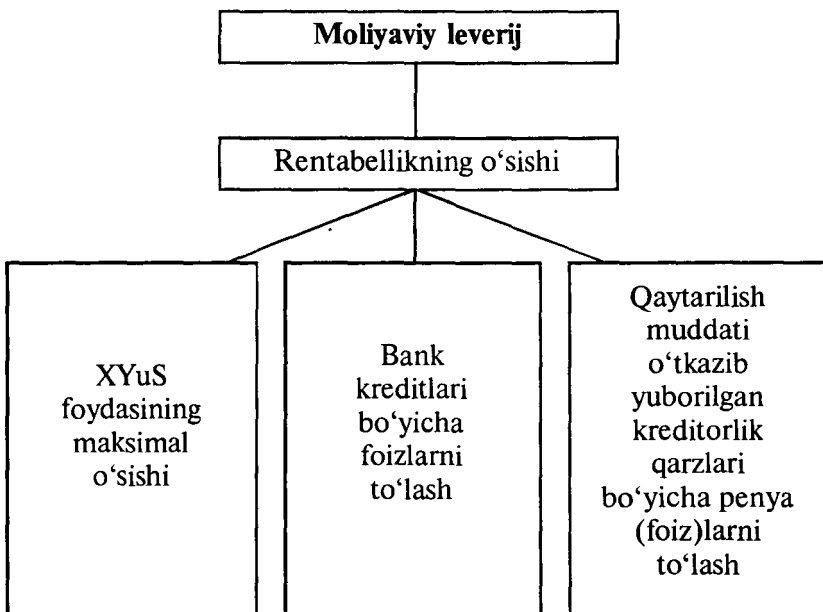 Moliyaviy leverij
Rentabellikning o‘sishi
XYuS
foydasining
maksimal
o‘sishi
Bank
kreditlari
bo‘yicha
foizlarni
to‘lash
Qaytarilish
muddati
o‘tkazib
yuborilgan
kreditorlik
qarzlari
bo‘yicha penya
(foiz)larni
to‘lash